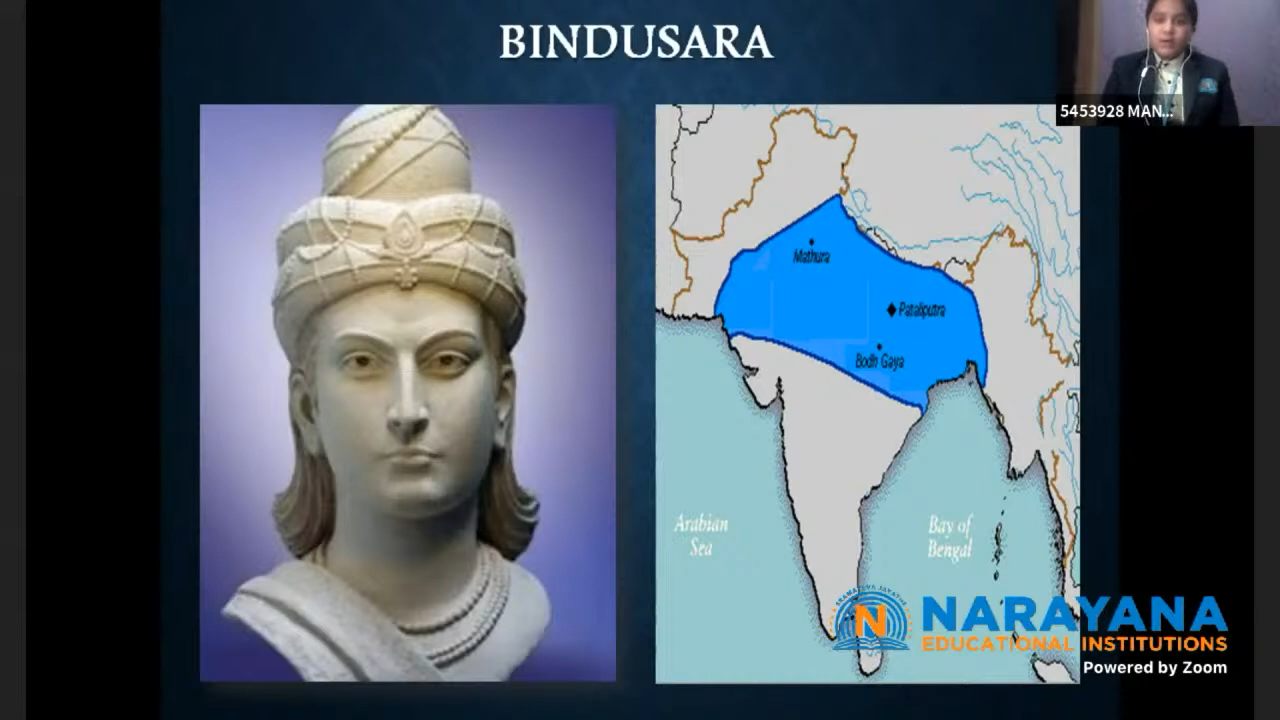 BINDUSARA
5453928 MAN...
Mathura
Pataliputra
Bodh Gaya
Arabian
Sea
Bay of
Bengal
N
NARAYANA
EDUCATIONAL INSTITUTIONS
Powered by Zoom